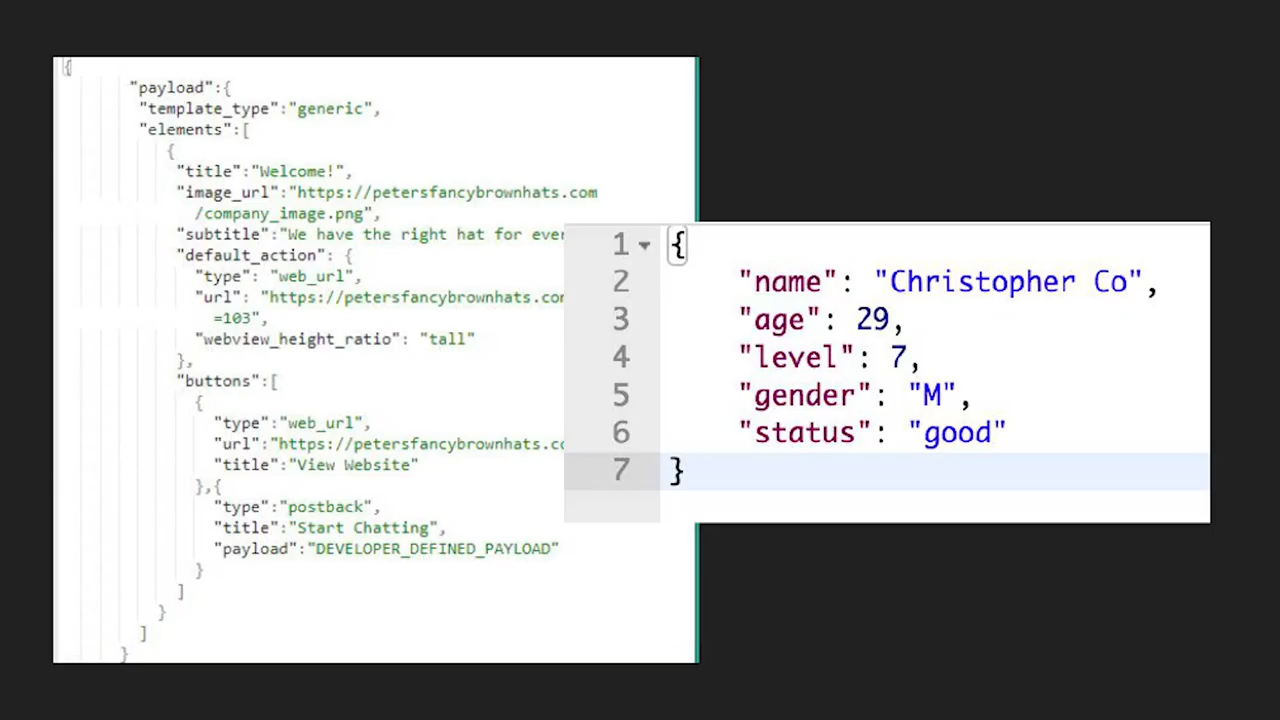 {
"payload":{
"template_type":"generic",
"elements":[
{
"title":"Welcome!",
"image_url":"https://petersfancybrownhats.com
/company_image.png",
"subtitle":"We have the right hat for
"default_action": {
"type": "web_url",
"url": "https://petersfancybrownhats.
=103",
"webview_height_ratio": "tall"
},
"buttons":[
{
"type":"web_url",
"url":"https://petersfancybrownhats.
"title":"View Website"
},{
"type":"postback",
"title":"Start Chatting",
"payload":"DEVELOPER_DEFINED_PAYLOAD"
}
]
}
]
}
1 {
2 "name": "Christopher Co",
3 "age": 29,
4 "level": 7,
5 "gender": "M",
6 "status": "good"
7 }